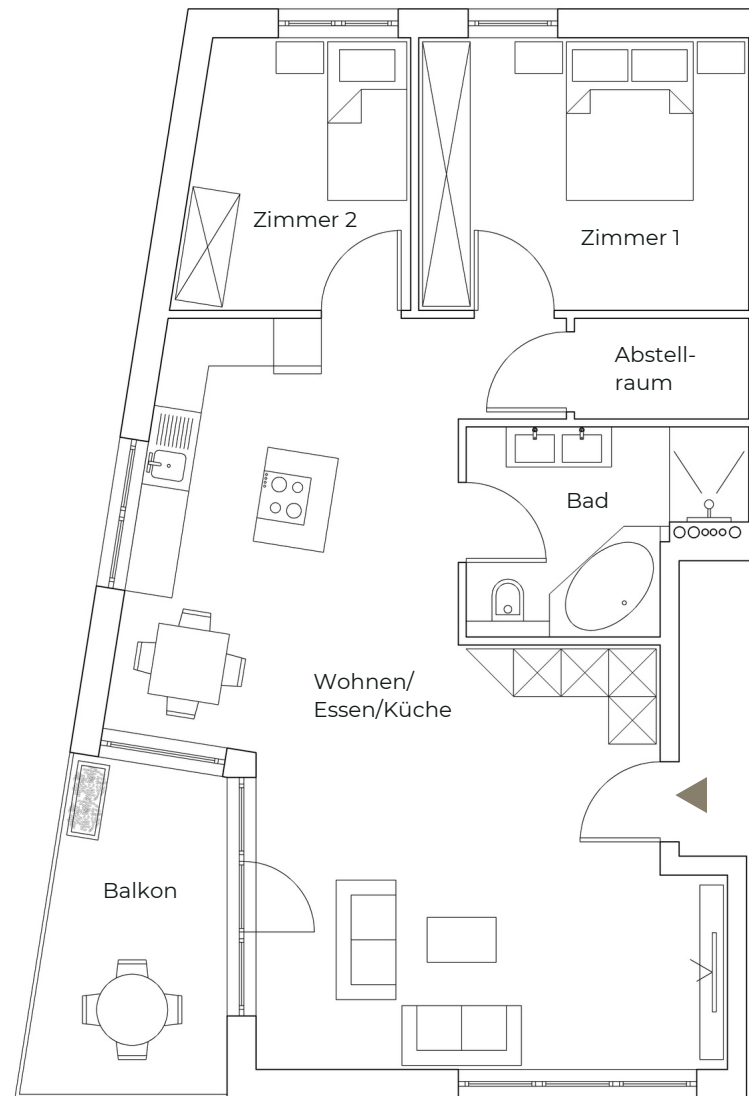 Zimmer 2
Zimmer 1
Abstell-
raum
Bad
Wohnen/
Essen/Küche
Balkon